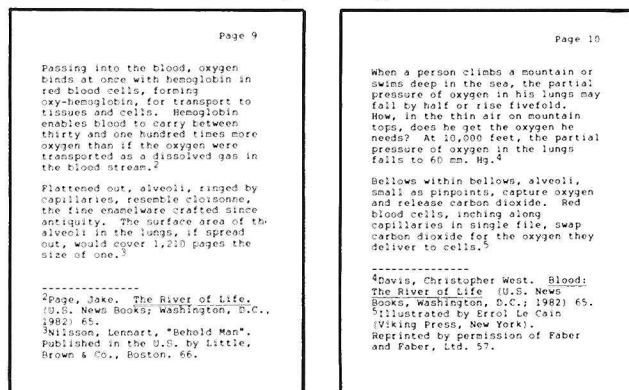 Page 9
Passing into the blood, oxygen
binds at once with hemoglobin in
red blood cells, forming
oxy-hemoglobin, for transport to
tissues and cells. Hemoglobin
enables blood to carry between
thirty and one hundred times more
oxygen than if the oxygen were
transported as a dissolved gas in
the blood stream.2
Flattened out, alveoli, ringed by
capillaries, resemble cloisonne,
the fine enamelware crafted since
antiquity. The surface area of the
alveoli in the lungs, if spread
out, would cover 1,210 pages the
size of one.3
--------------
2Page, Jake. The River of Life.
(U.S. News Books; Washington, D.C.,
1982) 65.
3Nilsson, Lennart, "Behold Man".
Published in the U.S. by Little,
Brown & Co., Boston. 66.
Page 10
When a person climbs a mountain or
swims deep in the sea, the partial
pressure of oxygen in his lungs may
fall by half or rise fivefold.
How, in the thin air on mountain
tops, does he get the oxygen he
needs? At 10,000 feet, the partial
pressure of oxygen in the lungs
falls to 60 mm. Hg.4
Bellows within bellows, alveoli,
small as pinpoints, capture oxygen
and release carbon dioxide. Red
blood cells, inching along
capillaries in single file, swap
carbon dioxide for the oxygen they
deliver to cells.5
--------------
4Davis, Christopher West. Blood:
The River of Life (U.S. News
Books, Washington, D.C.; 1982) 65.
5Illustrated by Errol Le Cain
(Viking Press, New York).
Reprinted by permission of Faber
and Faber, Ltd. 57.